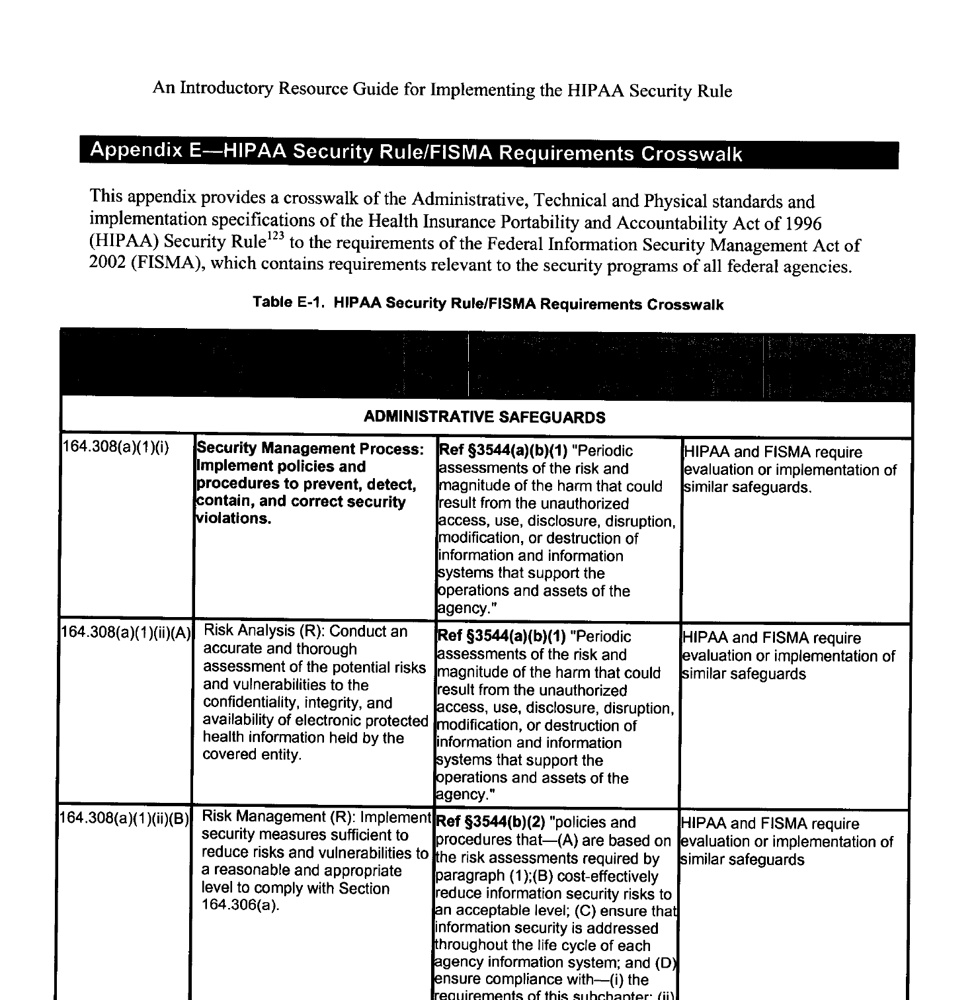 An Introductory Resource Guide for Implementing the HIPAA Security Rule
Appendix E—HIPAA Security Rule/FISMA Requirements Crosswalk
This appendix provides a crosswalk of the Administrative, Technical and Physical standards and
implementation specifications of the Health Insurance Portability and Accountability Act of 1996
(HIPAA) Security Rule123 to the requirements of the Federal Information Security Management Act of
2002 (FISMA), which contains requirements relevant to the security programs of all federal agencies.
Table E-1. HIPAA Security Rule/FISMA Requirements Crosswalk
ADMINISTRATIVE SAFEGUARDS
164.308(a)(1)(i)
Security Management Process:
Implement policies and
procedures to prevent, detect,
contain, and correct security
violations.
Ref §3544(a)(b)(1) "Periodic
assessments of the risk and
magnitude of the harm that could
result from the unauthorized
access, use, disclosure, disruption,
modification, or destruction of
information and information
systems that support the
operations and assets of the
agency."
HIPAA and FISMA require
evaluation or implementation of
similar safeguards.
164.308(a)(1)(ii)(A)
Risk Analysis (R): Conduct an
accurate and thorough
assessment of the potential risks
and vulnerabilities to the
confidentiality, integrity, and
availability of electronic protected
health information held by the
covered entity.
Ref §3544(a)(b)(1) "Periodic
assessments of the risk and
magnitude of the harm that could
result from the unauthorized
access, use, disclosure, disruption,
modification, or destruction of
information and information
systems that support the
operations and assets of the
agency."
HIPAA and FISMA require
evaluation or implementation of
similar safeguards
164.308(a)(1)(ii)(B)
Risk Management (R): Implement
security measures sufficient to
reduce risks and vulnerabilities to
a reasonable and appropriate
level to comply with Section
164.306(a).
Ref §3544(b)(2) "policies and
procedures that—(A) are based on
the risk assessments required by
paragraph (1);(B) cost-effectively
reduce information security risks to
an acceptable level; (C) ensure that
information security is addressed
throughout the life cycle of each
agency information system; and (D)
ensure compliance with—(i) the
requirements of this subchapter; (ii)
HIPAA and FISMA require
evaluation or implementation of
similar safeguards